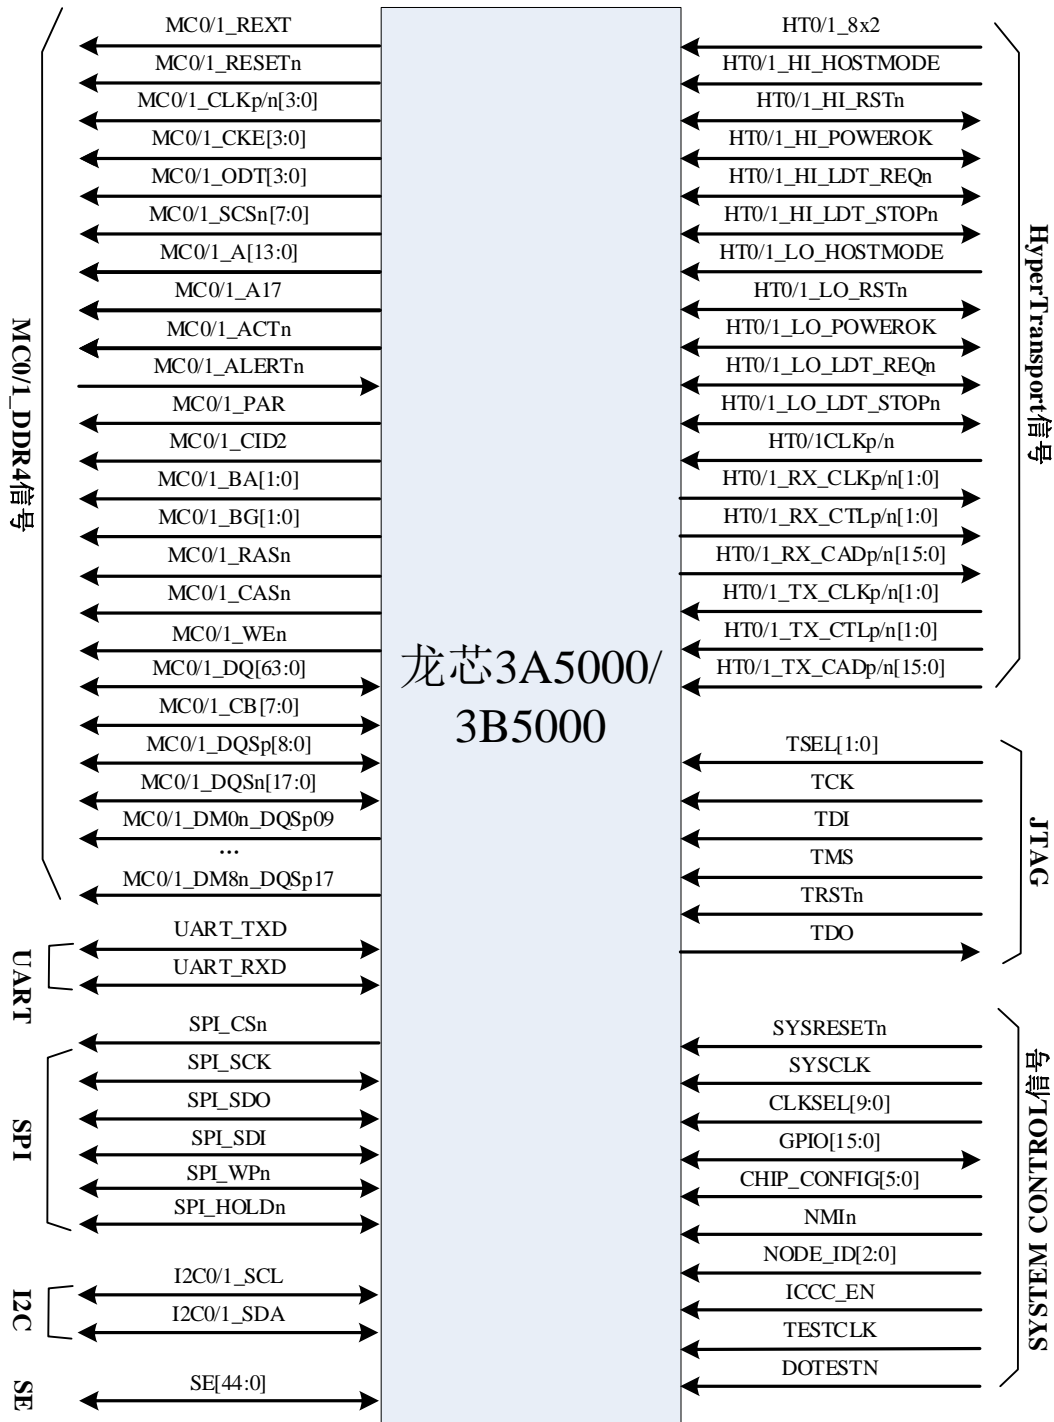 MC0/1_DDR4信号
MC0/1_REXT
MC0/1_RESETn
MC0/1_CLKp/n[3:0]
MC0/1_CKE[3:0]
MC0/1_ODT[3:0]
MC0/1_SCSn[7:0]
MC0/1_A[13:0]
MC0/1_A17
MC0/1_ACTn
MC0/1_ALERTn
MC0/1_PAR
MC0/1_CID2
MC0/1_BA[1:0]
MC0/1_BG[1:0]
MC0/1_RASn
MC0/1_CASn
MC0/1_WEn
MC0/1_DQ[63:0]
MC0/1_CB[7:0]
MC0/1_DQSp[8:0]
MC0/1_DQSn[17:0]
MC0/1_DM0n_DQSp09
...
MC0/1_DM8n_DQSp17
UART
UART_TXD
UART_RXD
SPI
SPI_CSn
SPI_SCK
SPI_SDO
SPI_SDI
SPI_WPn
SPI_HOLDn
I2C
I2C0/1_SCL
I2C0/1_SDA
SE
SE[44:0]
龙芯3A5000/
3B5000
HyperTransport信号
HT0/1_8x2
HT0/1_HI_HOSTMODE
HT0/1_HI_RSTn
HT0/1_HI_POWEROK
HT0/1_HI_LDT_REQn
HT0/1_HI_LDT_STOPn
HT0/1_LO_HOSTMODE
HT0/1_LO_RSTn
HT0/1_LO_POWEROK
HT0/1_LO_LDT_REQn
HT0/1_LO_LDT_STOPn
HT0/1CLKp/n
HT0/1_RX_CLKp/n[1:0]
HT0/1_RX_CTLp/n[1:0]
HT0/1_RX_CADp/n[15:0]
HT0/1_TX_CLKp/n[1:0]
HT0/1_TX_CTLp/n[1:0]
HT0/1_TX_CADp/n[15:0]
JTAG
TSEL[1:0]
TCK
TDI
TMS
TRSTn
TDO
SYSTEM CONTROL信号
SYSRESETn
SYSCLK
CLKSEL[9:0]
GPIO[15:0]
CHIP_CONFIG[5:0]
NMIn
NODE_ID[2:0]
ICCC_EN
TESTCLK
DOTESTN